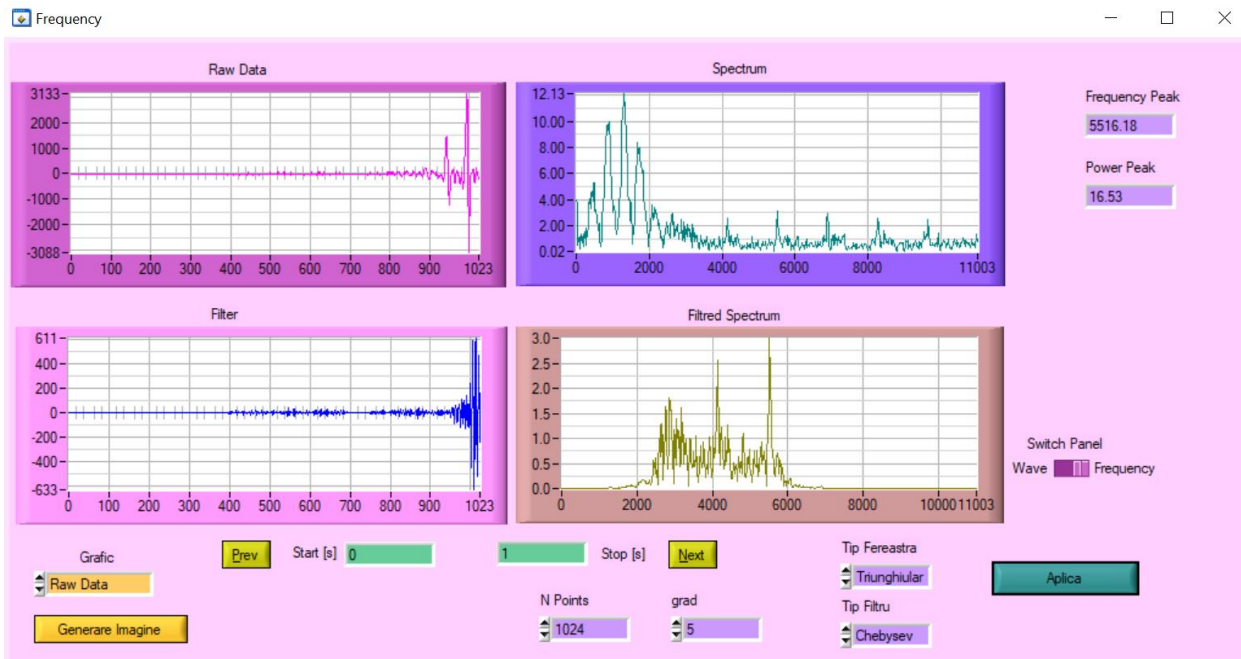 Frequency
Raw Data
3133
2000
1000
0
-1000
-2000
-3088
0 100 200 300 400 500 600 700 800 900 1023
Spectrum
12.13
10.00
8.00
6.00
4.00
2.00
0.02
0 2000 4000 6000 8000 11003
Frequency Peak
5516.18
Power Peak
16.53
Filter
611
400
200
0
-200
-400
-633
0 100 200 300 400 500 600 700 800 900 1023
Filtred Spectrum
3.0
2.5
2.0
1.5
1.0
0.5
0.0
0 2000 4000 6000 8000 10000 11003
Switch Panel
Wave Frequency
Grafic
Raw Data
Generare Imagine
Prev Start [s] 0 1 Stop [s] Next
N Points
1024
grad
5
Tip Fereastra
Triunghiular
Tip Filtru
Chebysev
Aplica